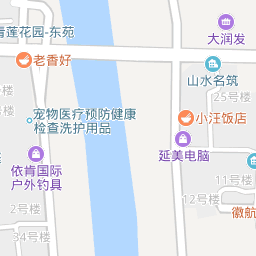 青莲花园-东苑
大润发
老香好
山水名筑
25号楼
宠物医疗预防健康
检查洗护用品
小汪饭店
延美电脑
依肯国际
户外钓具
11号楼
12号楼
2号楼
徽航
34号楼